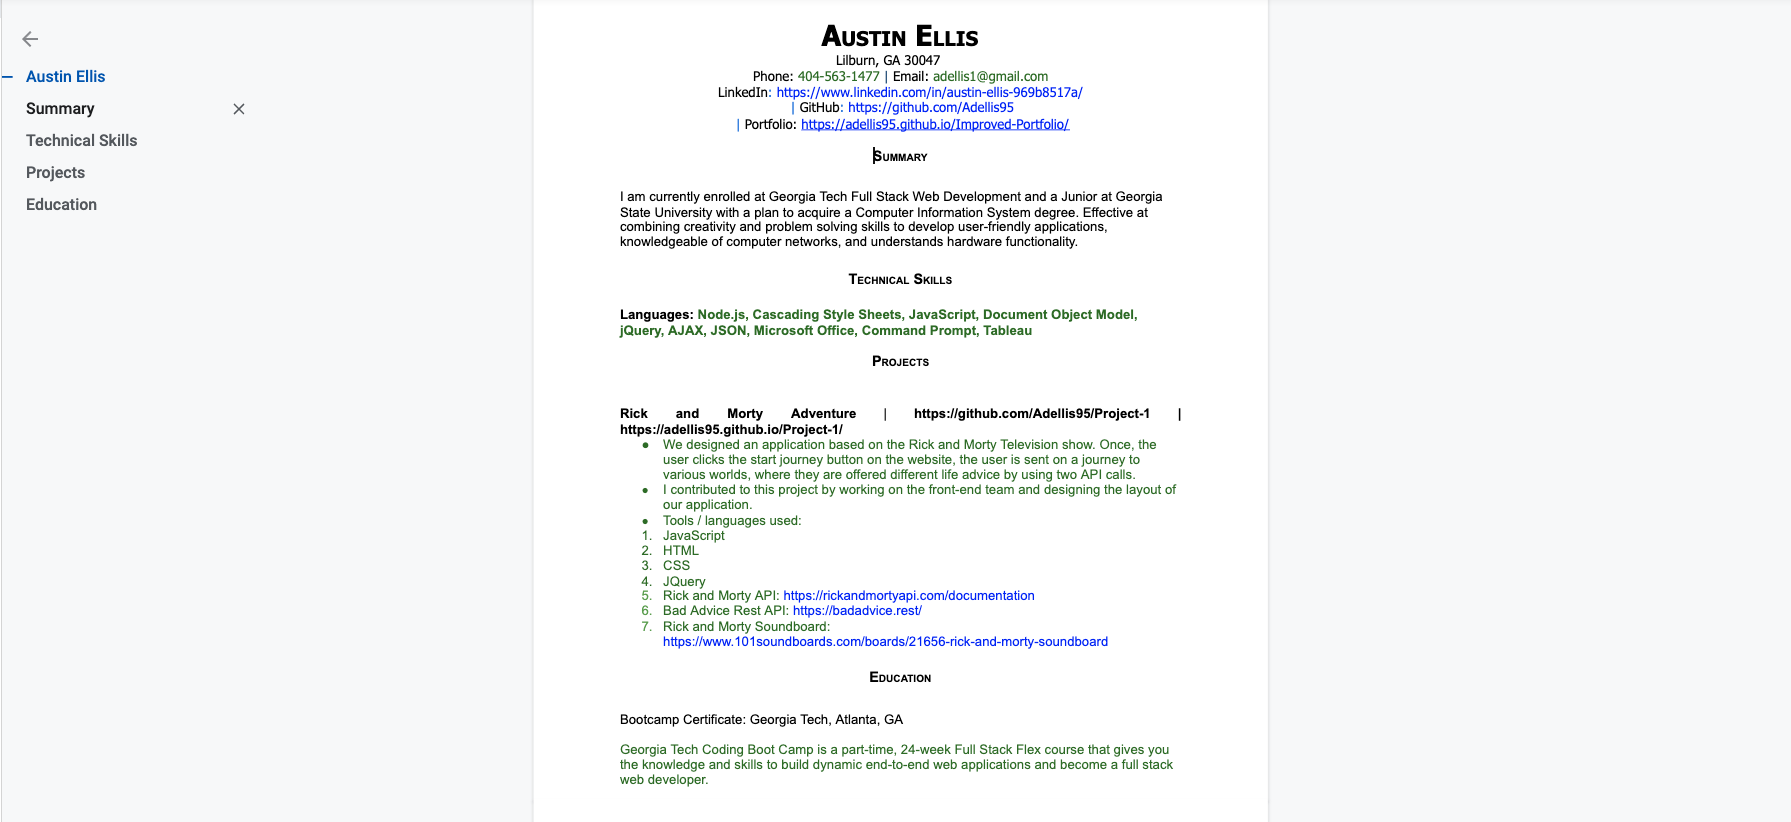 Austin Ellis
Summary
Technical Skills
Projects
Education
Austin Ellis
Lilburn, GA 30047
Phone: 404-563-1477 | Email: adellis1@gmail.com
LinkedIn: https://www.linkedin.com/in/austin-ellis-969b8517a/
| GitHub: https://github.com/Adellis95
| Portfolio: https://adellis95.github.io/Improved-Portfolio/
Summary
I am currently enrolled at Georgia Tech Full Stack Web Development and a Junior at Georgia
State University with a plan to acquire a Computer Information System degree. Effective at
combining creativity and problem solving skills to develop user-friendly applications,
knowledgeable of computer networks, and understands hardware functionality.
Technical Skills
Languages: Node.js, Cascading Style Sheets, JavaScript, Document Object Model,
jQuery, AJAX, JSON, Microsoft Office, Command Prompt, Tableau
Projects
Rick and Morty Adventure | https://github.com/Adellis95/Project-1 |
https://adellis95.github.io/Project-1/
● We designed an application based on the Rick and Morty Television show. Once, the
user clicks the start journey button on the website, the user is sent on a journey to
various worlds, where they are offered different life advice by using two API calls.
● I contributed to this project by working on the front-end team and designing the layout of
our application.
● Tools / languages used:
1. JavaScript
2. HTML
3. CSS
4. JQuery
5. Rick and Morty API: https://rickandmortyapi.com/documentation
6. Bad Advice Rest API: https://badadvice.rest/
7. Rick and Morty Soundboard:
https://www.101soundboards.com/boards/21656-rick-and-morty-soundboard
Education
Bootcamp Certificate: Georgia Tech, Atlanta, GA
Georgia Tech Coding Boot Camp is a part-time, 24-week Full Stack Flex course that gives you
the knowledge and skills to build dynamic end-to-end web applications and become a full stack
web developer.